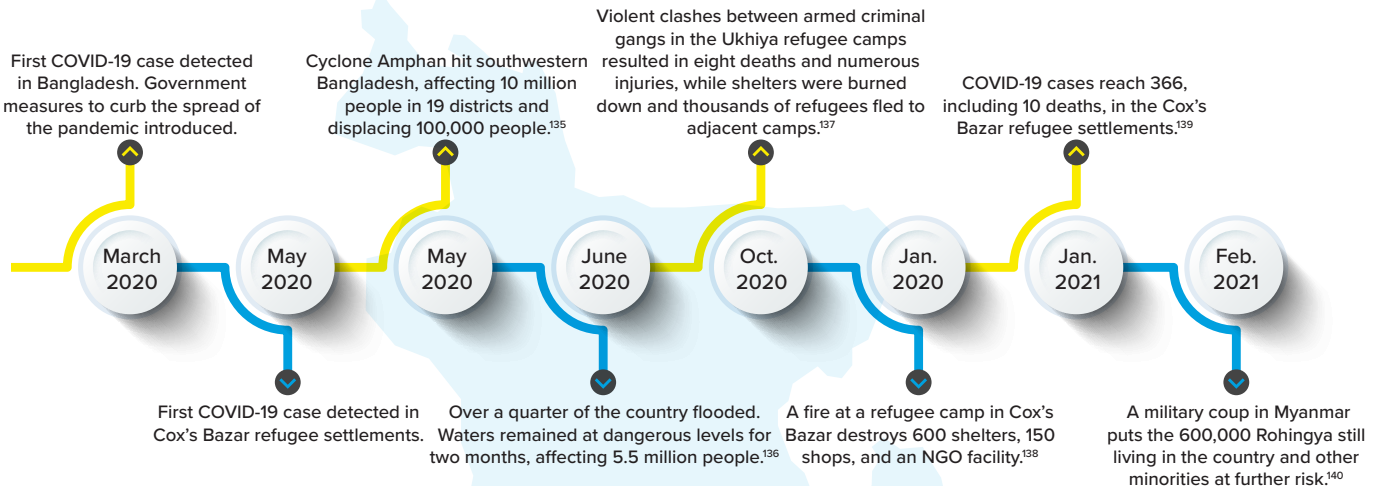 First COVID-19 case detected
in Bangladesh. Government
measures to curb the spread of
the pandemic introduced.
Cyclone Amphan hit southwestern
Bangladesh, affecting 10 million
people in 19 districts and
displacing 100,000 people.135
Violent clashes between armed criminal
gangs in the Ukhiya refugee camps
resulted in eight deaths and numerous
injuries, while shelters were burned
down and thousands of refugees fled to
adjacent camps.137
COVID-19 cases reach 366,
including 10 deaths, in the Cox's
Bazar refugee settlements.139
March
2020
May
2020
May
2020
June
2020
Oct.
2020
Jan.
2020
Jan.
2021
Feb.
2021
First COVID-19 case detected in
Cox's Bazar refugee settlements.
Over a quarter of the country flooded.
Waters remained at dangerous levels for
two months, affecting 5.5 million people.136
A fire at a refugee camp in Cox's
Bazar destroys 600 shelters, 150
shops, and an NGO facility.138
A military coup in Myanmar
puts the 600,000 Rohingya still
living in the country and other
minorities at further risk.140